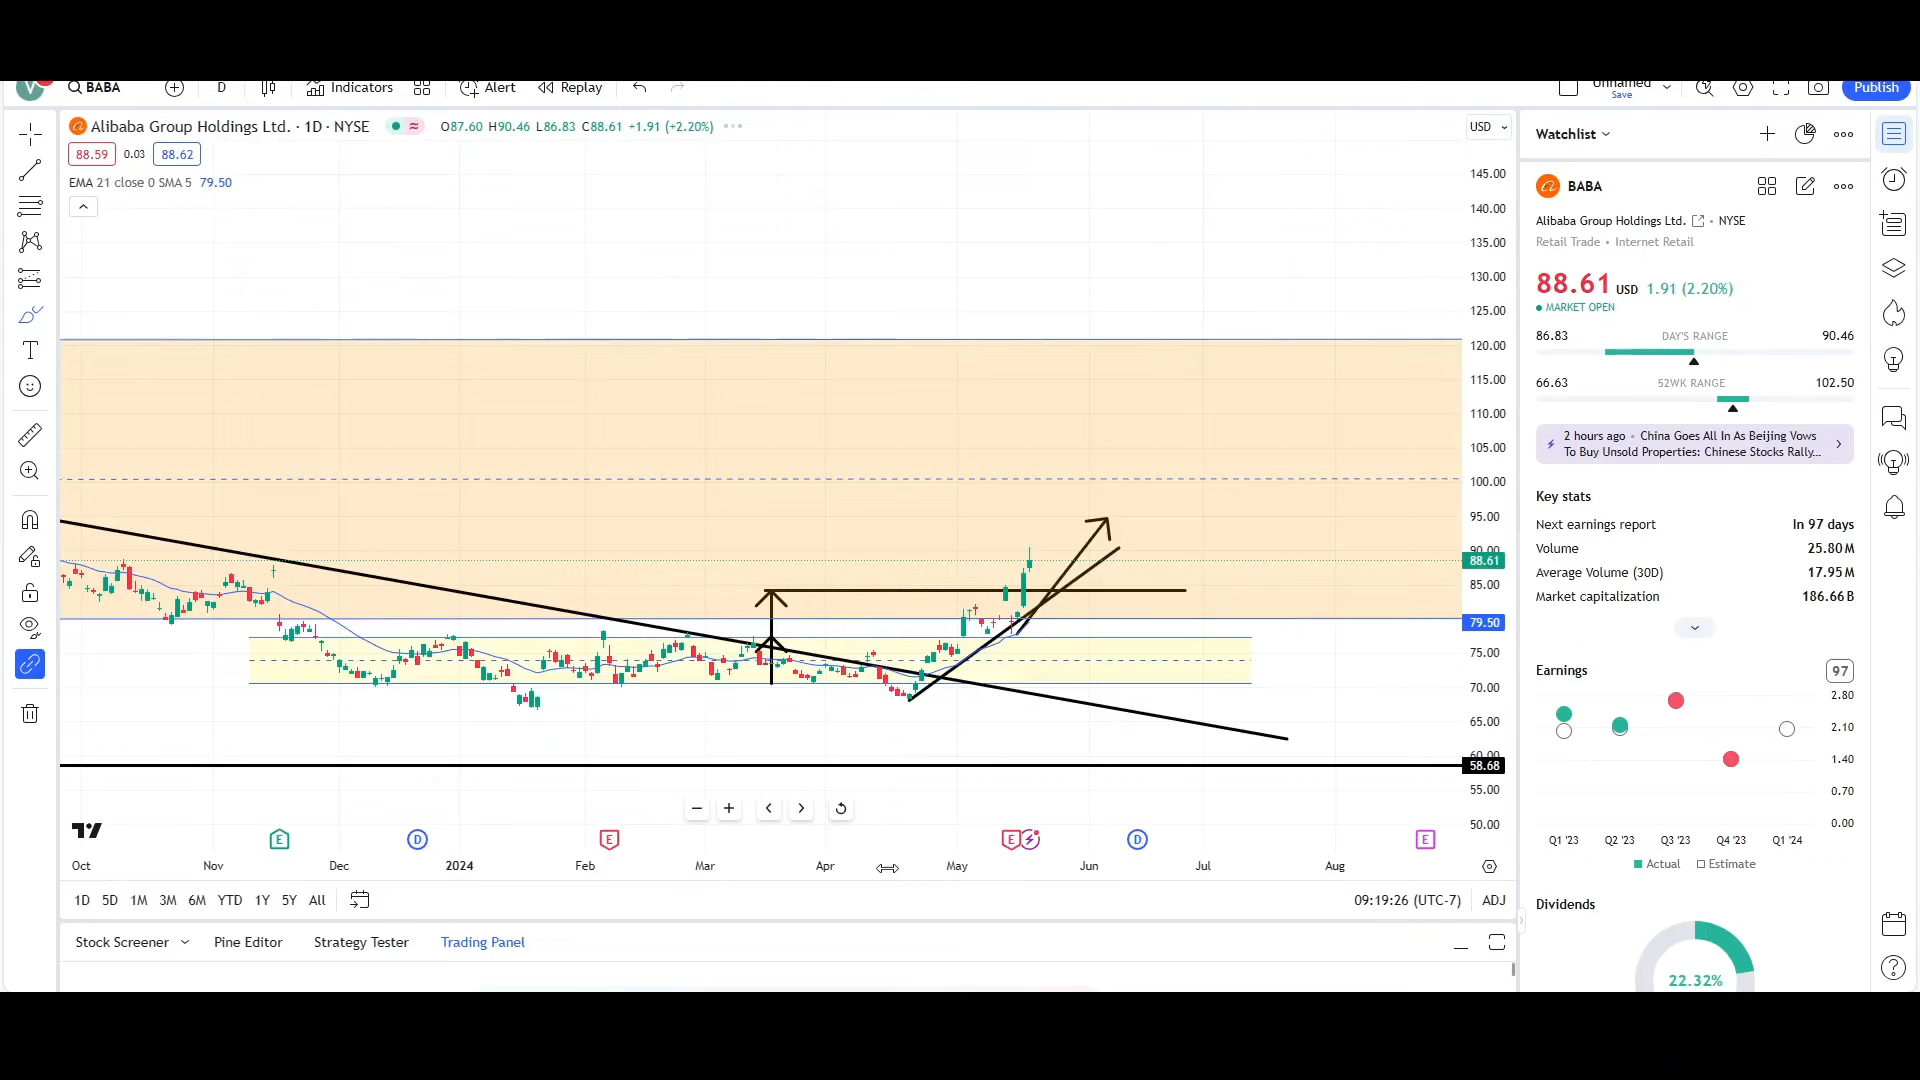 V
BABA
D
Indicators
Alert
Replay
Unnamed
Save
Publish
Alibaba Group Holdings Ltd. · 1D · NYSE
O87.60 H90.46 L86.83 C88.61 +1.91 (+2.20%)
USD
88.59
0.03
88.62
EMA 21 close 0 SMA 5 79.50
145.00
140.00
135.00
130.00
125.00
120.00
115.00
110.00
105.00
100.00
95.00
90.00
88.61
85.00
79.50
75.00
70.00
65.00
60.00
58.68
55.00
50.00
E
D
E
E
D
E
Oct
Nov
Dec
2024
Feb
Mar
Apr
May
Jun
Jul
Aug
1D
5D
1M
3M
6M
YTD
1Y
5Y
All
09:19:26 (UTC-7)
ADJ
Stock Screener
Pine Editor
Strategy Tester
Trading Panel
Watchlist
BABA
Alibaba Group Holdings Ltd. • NYSE
Retail Trade • Internet Retail
88.61 USD 1.91 (2.20%)
MARKET OPEN
86.83 DAY'S RANGE 90.46
66.63 52WK RANGE 102.50
2 hours ago • China Goes All In As Beijing Vows
To Buy Unsold Properties: Chinese Stocks Rally...
Key stats
Next earnings report In 97 days
Volume 25.80M
Average Volume (30D) 17.95M
Market capitalization 186.66B
Earnings
97
2.80
2.10
1.40
0.70
0.00
Q1 '23
Q2 '23
Q3 '23
Q4 '23
Q1 '24
Actual
Estimate
Dividends
22.32%